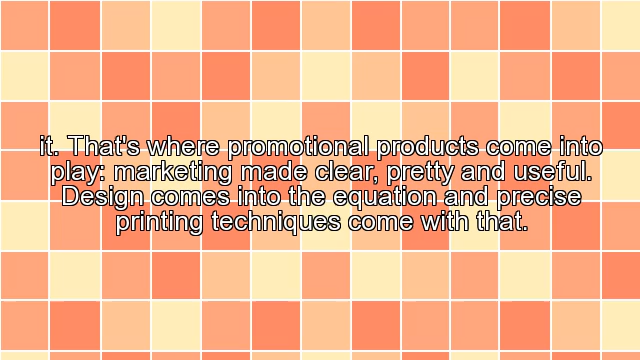 it. That's where promotional products come into
play: marketing made clear, pretty and useful.
Design comes into the equation and precise
printing techniques come with that.